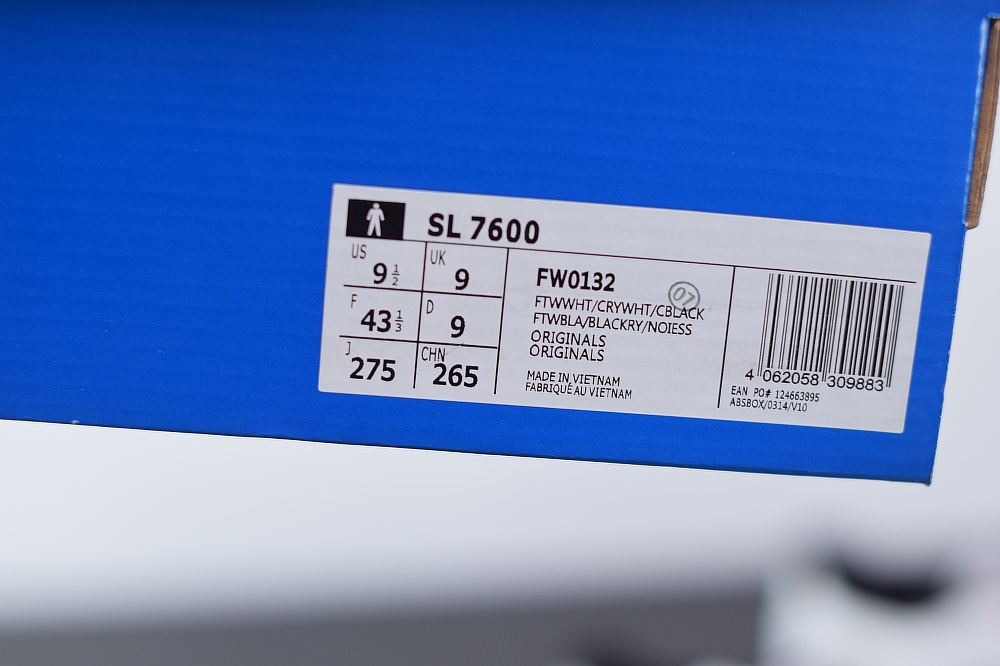 SL 7600
US 9 1/2
UK 9
F 43 1/3
D 9
J 275
CHN 265
FW0132
07
FTWWHT/CRYWHT/CBLACK
FTWBLA/BLACKRY/NOIESS
ORIGINALS
ORIGINALS
MADE IN VIETNAM
FABRIQUÉ AU VIETNAM
4 062058 309883
EAN PO# 124663895
ABSBOX/0314/V10